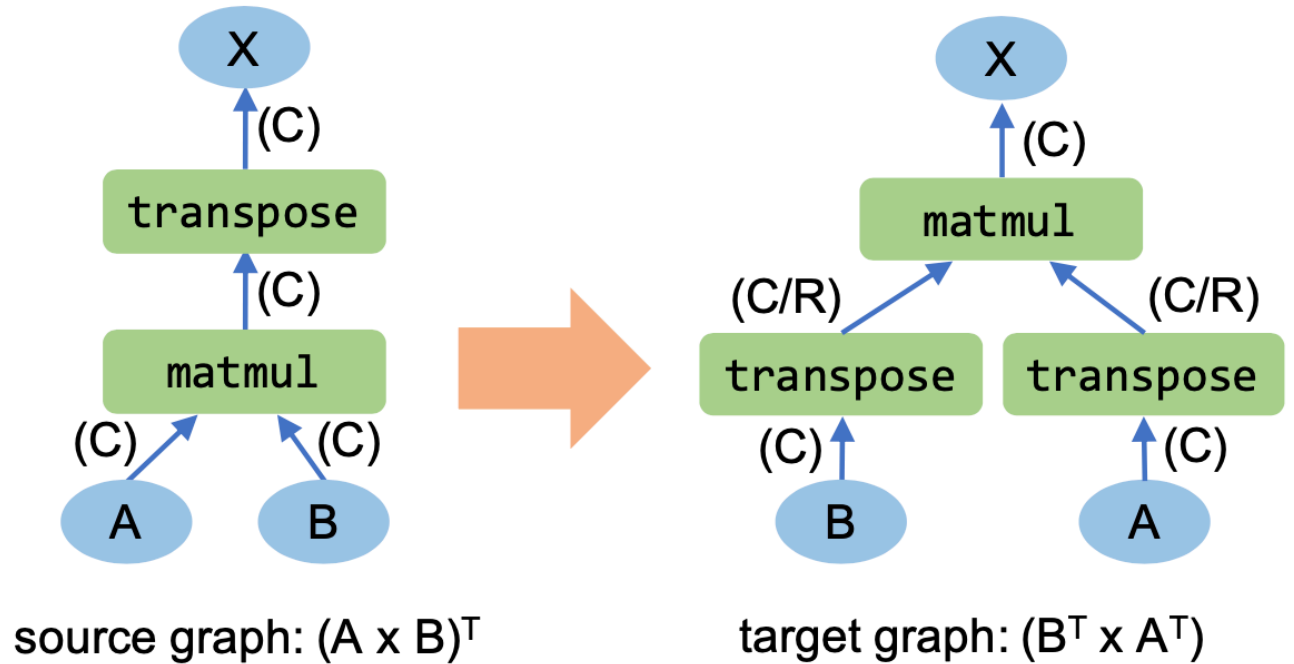 X
(C)
transpose
(C)
matmul
(C) (C)
A B
source graph: (A x B)ᵀ
X
(C)
matmul
(C/R) (C/R)
transpose transpose
(C) (C)
B A
target graph: (Bᵀ x Aᵀ)